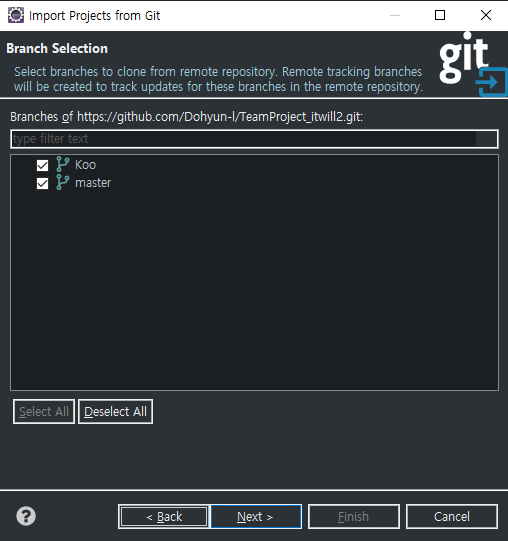 Import Projects from Git
Branch Selection
Select branches to clone from remote repository. Remote tracking branches
will be created to track updates for these branches in the remote repository.
git
Branches of https://github.com/Dohyun-l/TeamProject_itwill2.git:
type filter text
Koo
master
Select All
Deselect All
?
< Back
Next >
Finish
Cancel